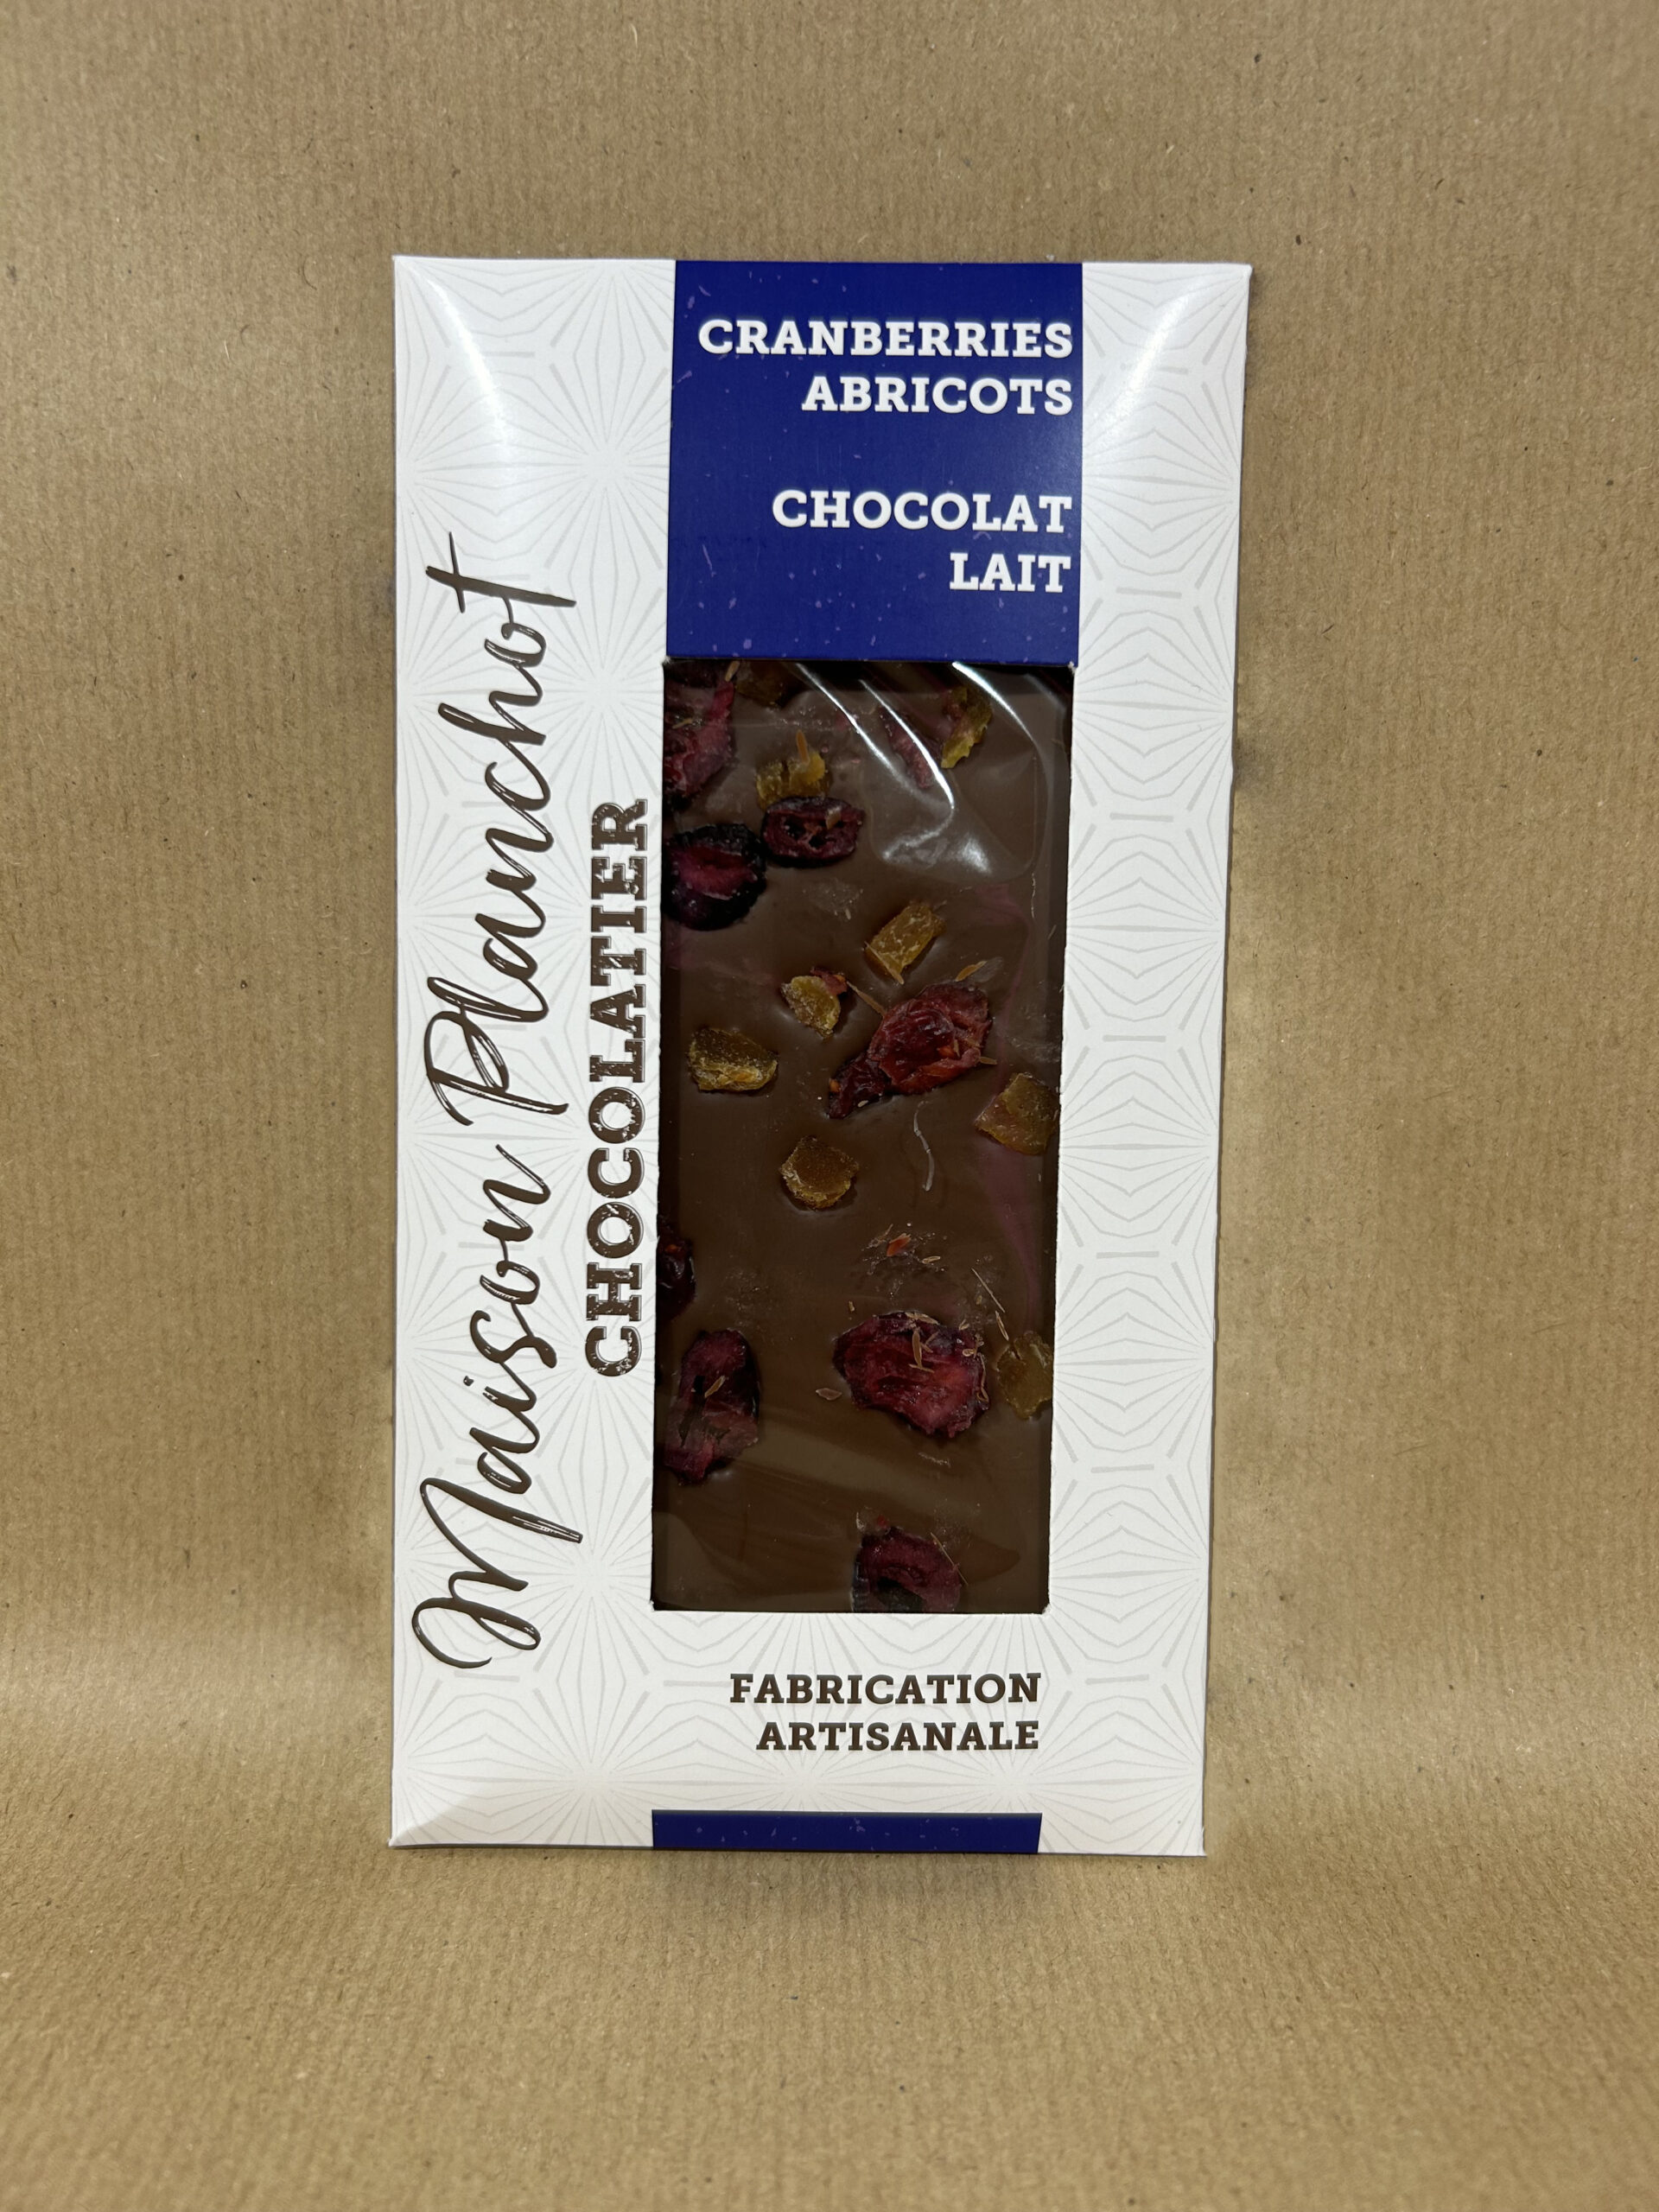 CRANBERRIES
ABRICOTS
CHOCOLAT
LAIT
Maison Planchot
CHOCOLATIER
FABRICATION
ARTISANALE